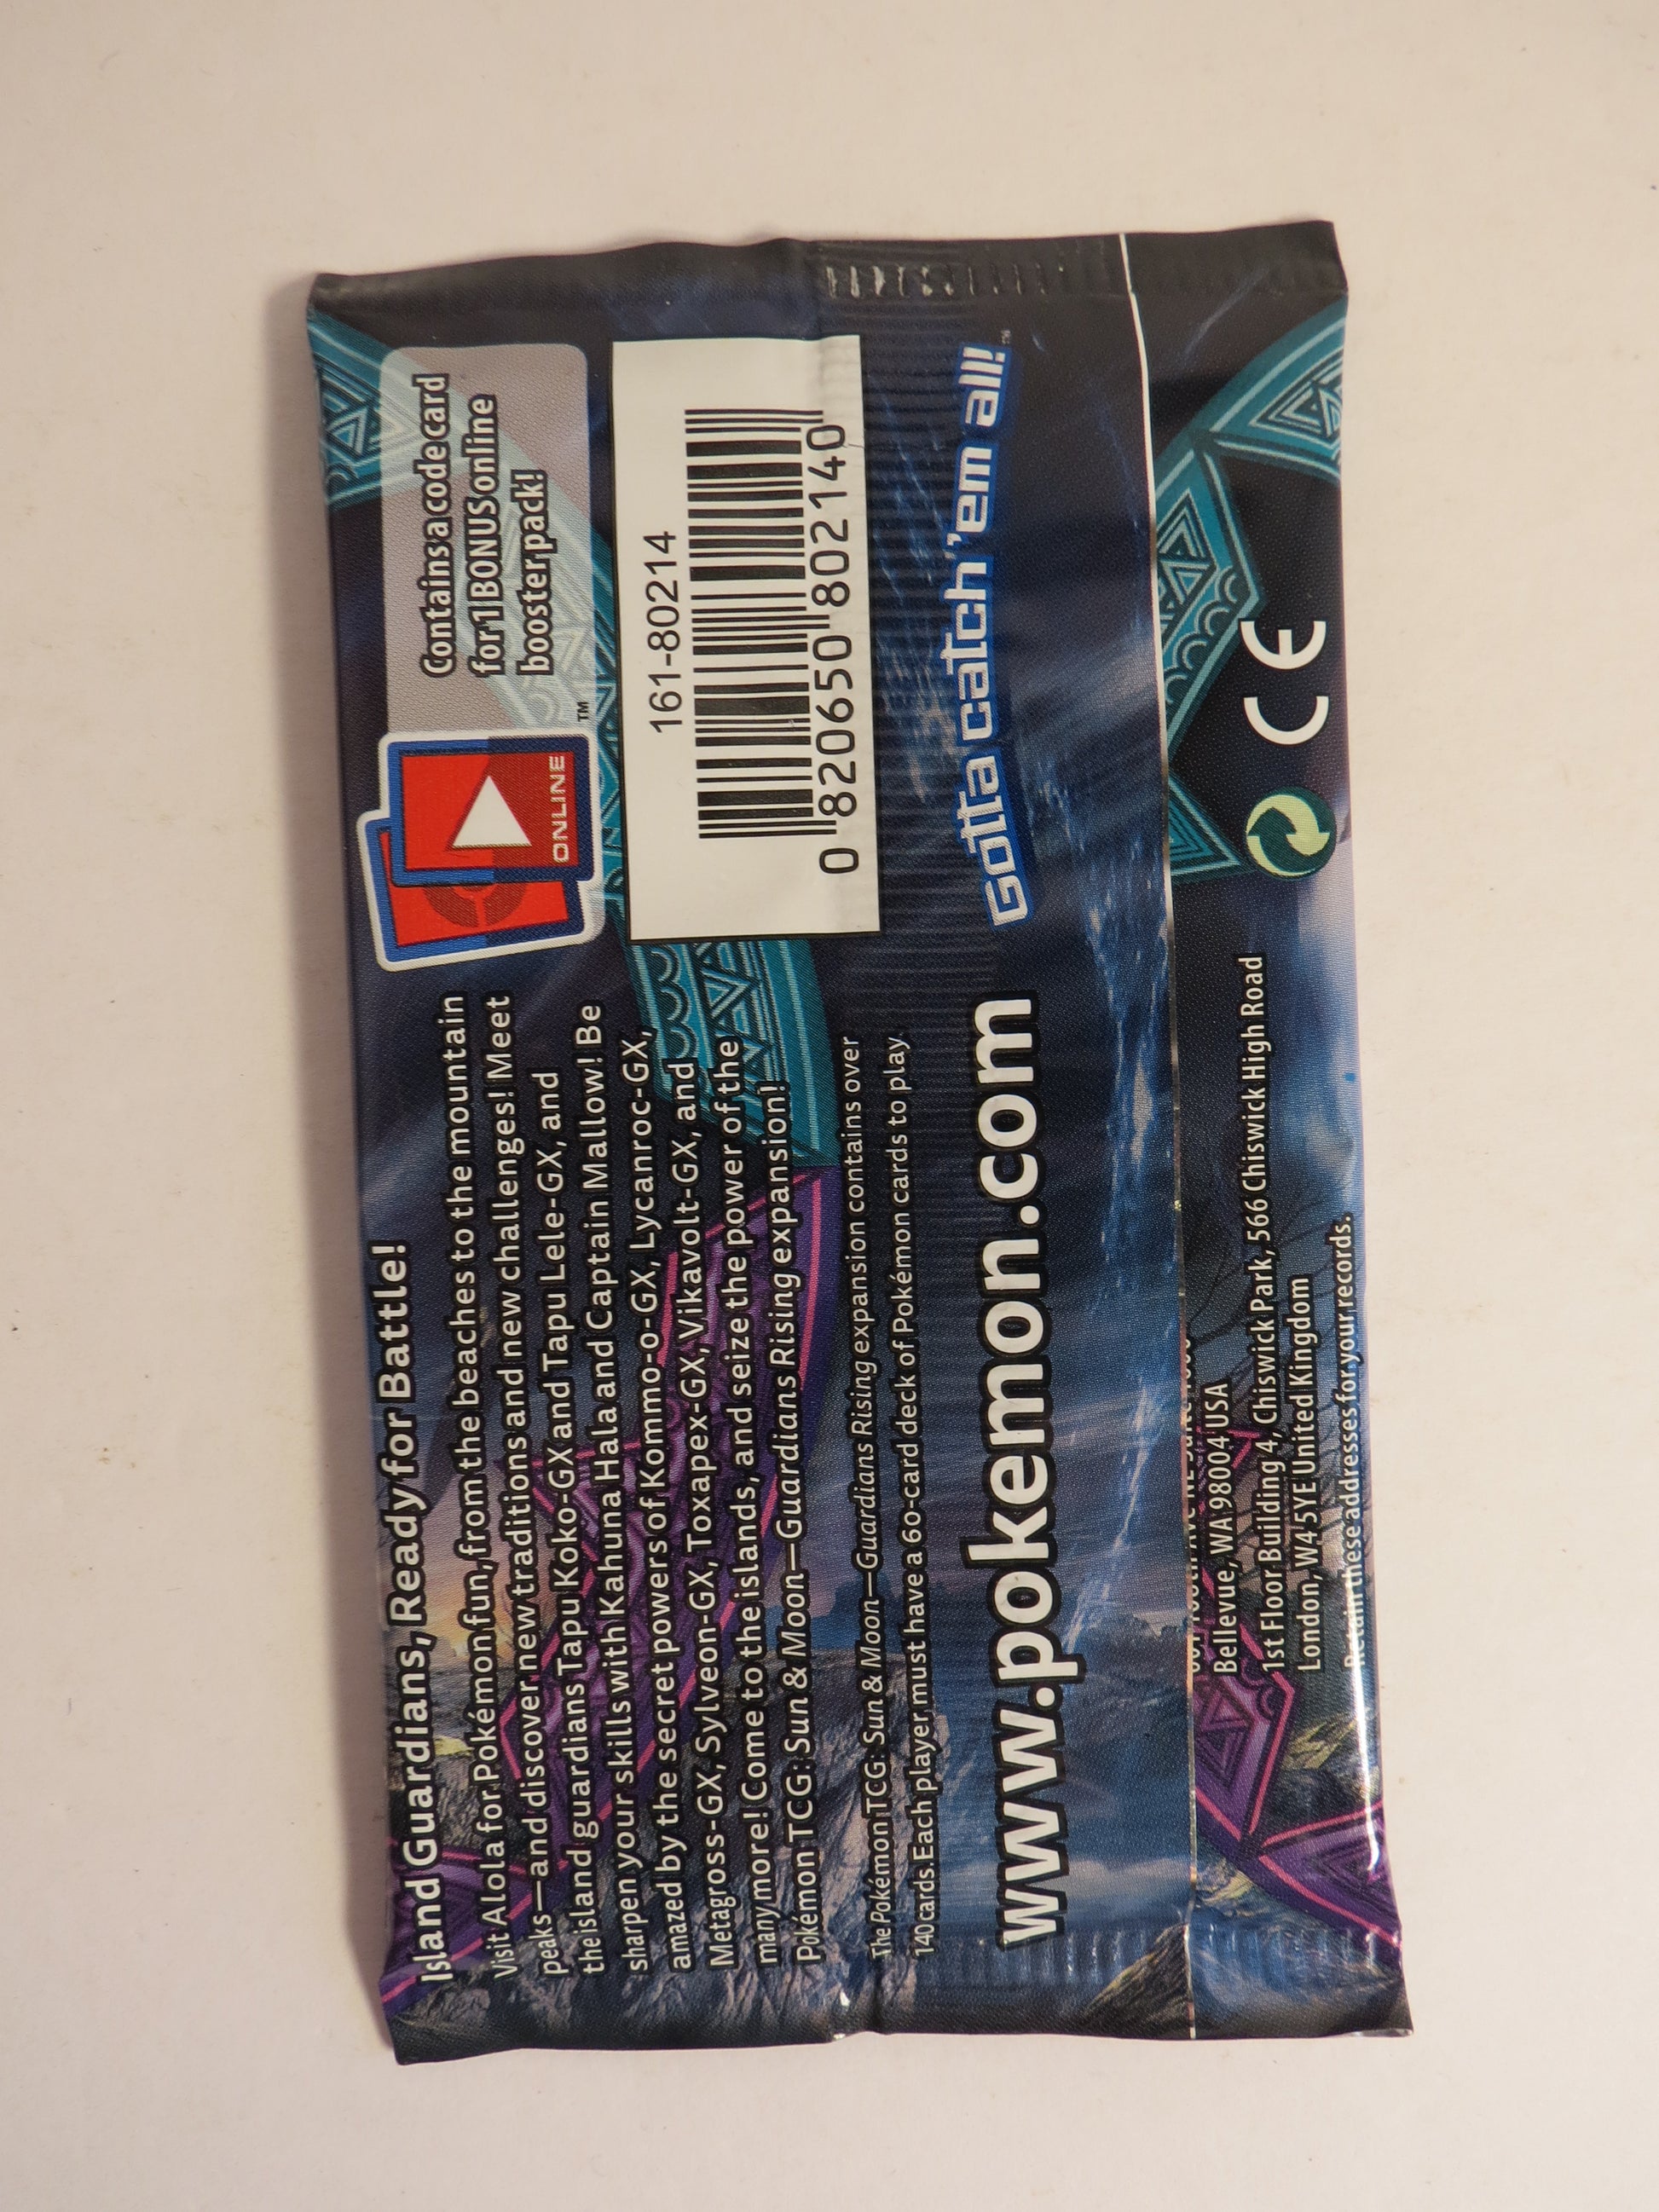 Island Guardians, Ready for Battle!
Visit Alola for Pokémon fun, from the beaches to the mountain
peaks—and discover new traditions and new challenges! Meet
the island guardians Tapu Koko-GX and Tapu Lele-GX, and
sharpen your skills with Kahuna Hala and Captain Mallow! Be
amazed by the secret powers of Kommo-o-GX, Lycanroc-GX,
Metagross-GX, Sylveon-GX, Toxapex-GX, Vikavolt-GX, and
many more! Come to the islands, and seize the power of the
Pokémon TCG: Sun & Moon—Guardians Rising expansion!
The Pokémon TCG: Sun & Moon—Guardians Rising expansion contains over
140 cards. Each player must have a 60-card deck of Pokémon cards to play.
www.pokemon.com
ONLINE
TM
Contains a code card
for 1 BONUS online
booster pack!
161-80214
0 820650 802140
Gotta catch 'em all!
TM
Bellevue, WA 98004 USA
1st Floor Building 4, Chiswick Park, 566 Chiswick High Road
London, W4 5YE United Kingdom
Retain these addresses for your records.
CE